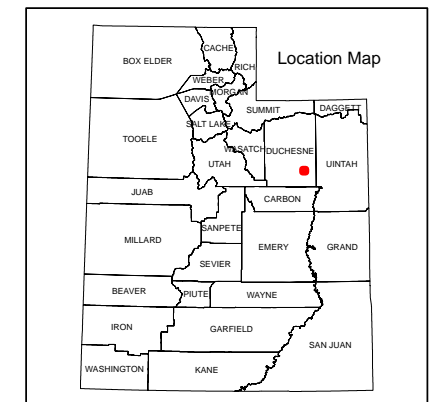 Location Map
BOX ELDER
CACHE
RICH
WEBER
MORGAN
DAVIS
SUMMIT
DAGGETT
SALT LAKE
TOOELE
WASATCH
DUCHESNE
UTAH
UINTAH
JUAB
CARBON
SANPETE
MILLARD
EMERY
GRAND
SEVIER
BEAVER
PIUTE
WAYNE
IRON
GARFIELD
SAN JUAN
WASHINGTON
KANE